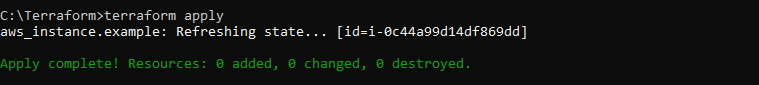 C:\Terraform>terraform apply
aws_instance.example: Refreshing state... [id=i-0c44a99d14df869dd]
Apply complete! Resources: 0 added, 0 changed, 0 destroyed.